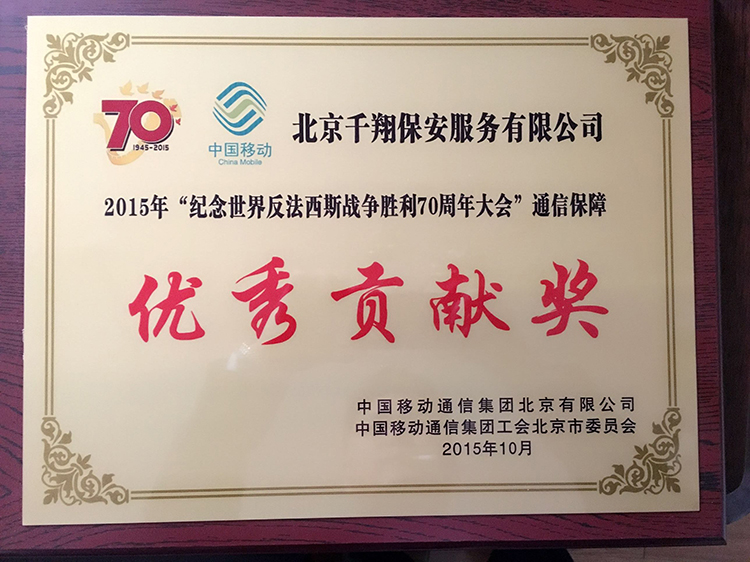 70
1945-2015
中国移动
China Mobile
北京千翔保安服务有限公司
2015年“纪念世界反法西斯战争胜利70周年大会”通信保障
优秀贡献奖
中国移动通信集团北京有限公司
中国移动通信集团工会北京市委员会
2015年10月